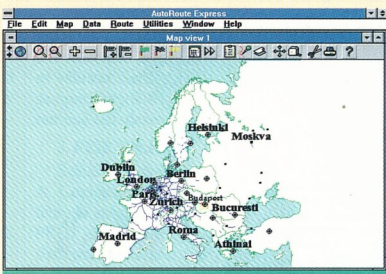 AutoRoute Express
File Edit Map Data Route Utilities Window Help
Map view 1
?
Helsinki
Moskva
Dublin
London
Berlin
Paris
Zurich
Budapest
Bucuresti
Madrid
Roma
Athinai